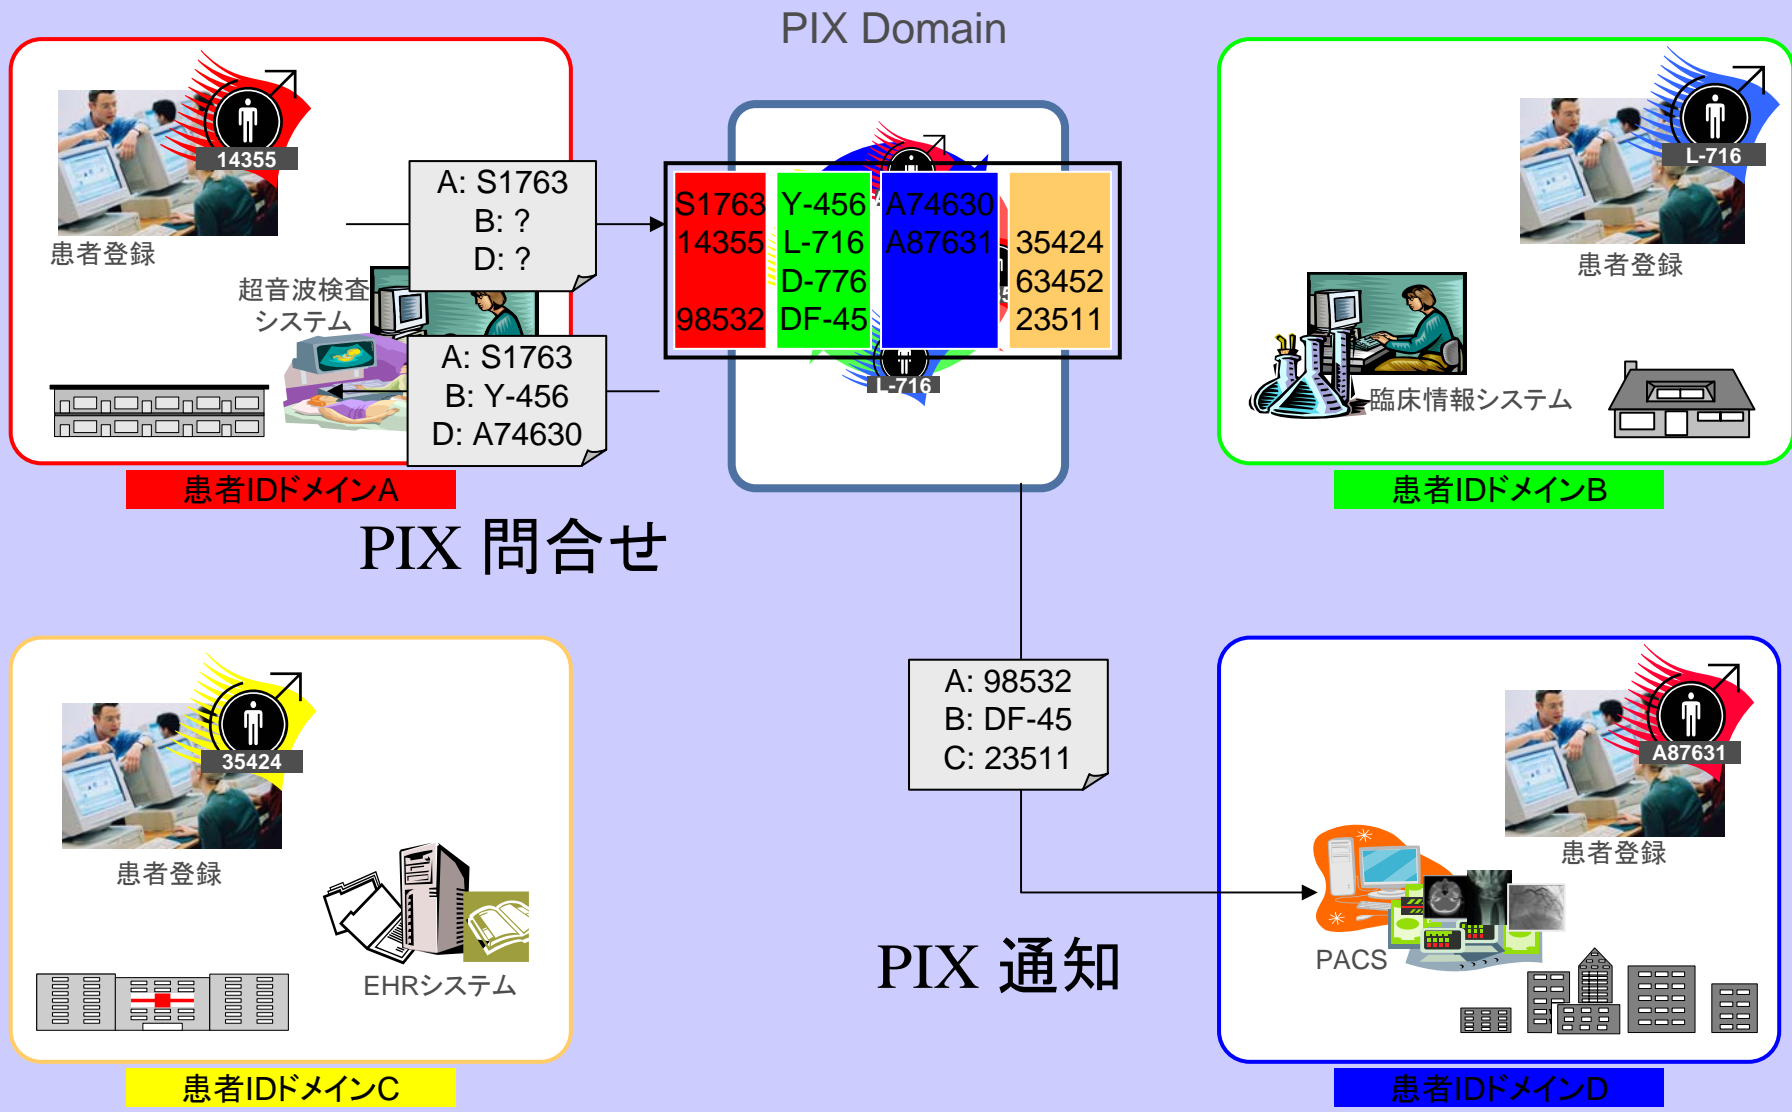 PIX Domain
14355
患者登録
超音波検査
システム
A: S1763
B: ?
D: ?
A: S1763
B: Y-456
D: A74630
患者IDドメインA
S1763
14355
98532
Y-456
L-716
D-776
DF-45
A74630
A87631
35424
63452
23511
L-716
L-716
患者登録
臨床情報システム
患者IDドメインB
PIX 問合せ
35424
患者登録
EHRシステム
患者IDドメインC
A: 98532
B: DF-45
C: 23511
PIX 通知
A87631
患者登録
PACS
患者IDドメインD